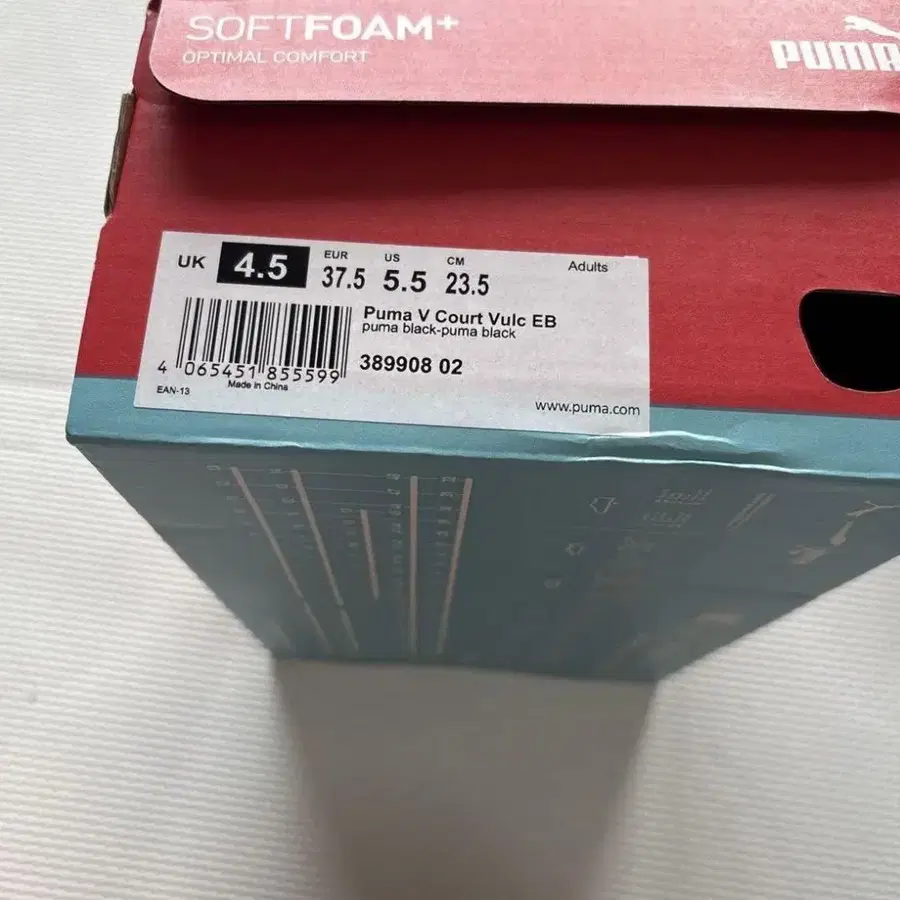 SOFTFOAM+
OPTIMAL COMFORT
PUMA
UK 4.5
EUR 37.5
US 5.5
CM 23.5
Adults
Puma V Court Vulc EB
puma black-puma black
389908 02
4 065451 855599
EAN-13
Made in China
www.puma.com